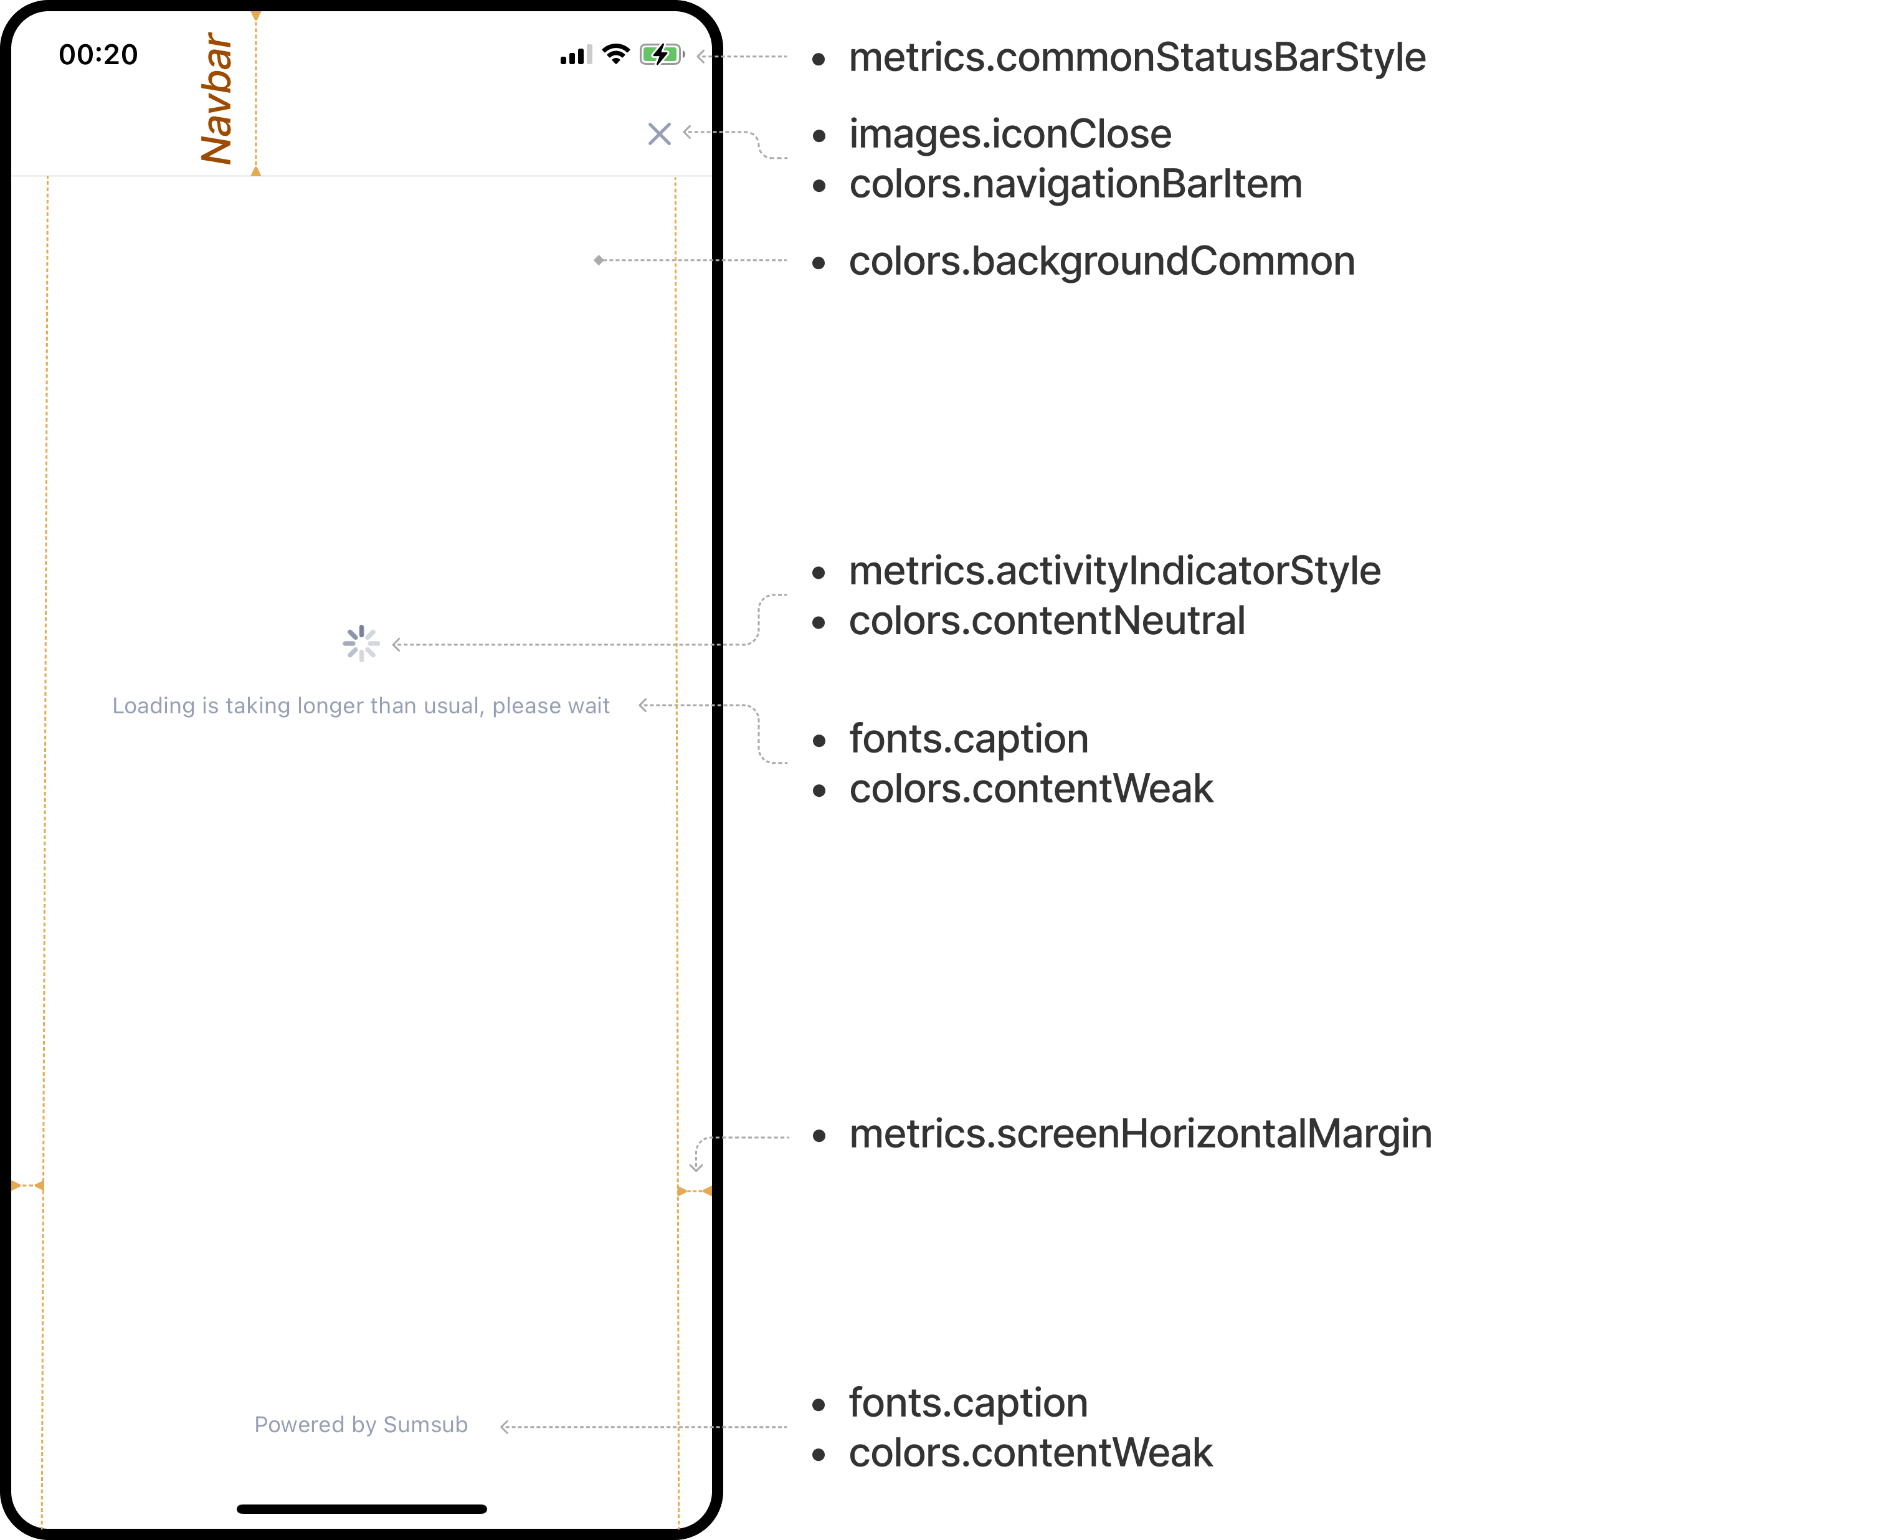 00:20
Navbar
• metrics.commonStatusBarStyle
• images.iconClose
• colors.navigationBarItem
• colors.backgroundCommon
• metrics.activityIndicatorStyle
• colors.contentNeutral
Loading is taking longer than usual, please wait
• fonts.caption
• colors.contentWeak
• metrics.screenHorizontalMargin
Powered by Sumsub
• fonts.caption
• colors.contentWeak